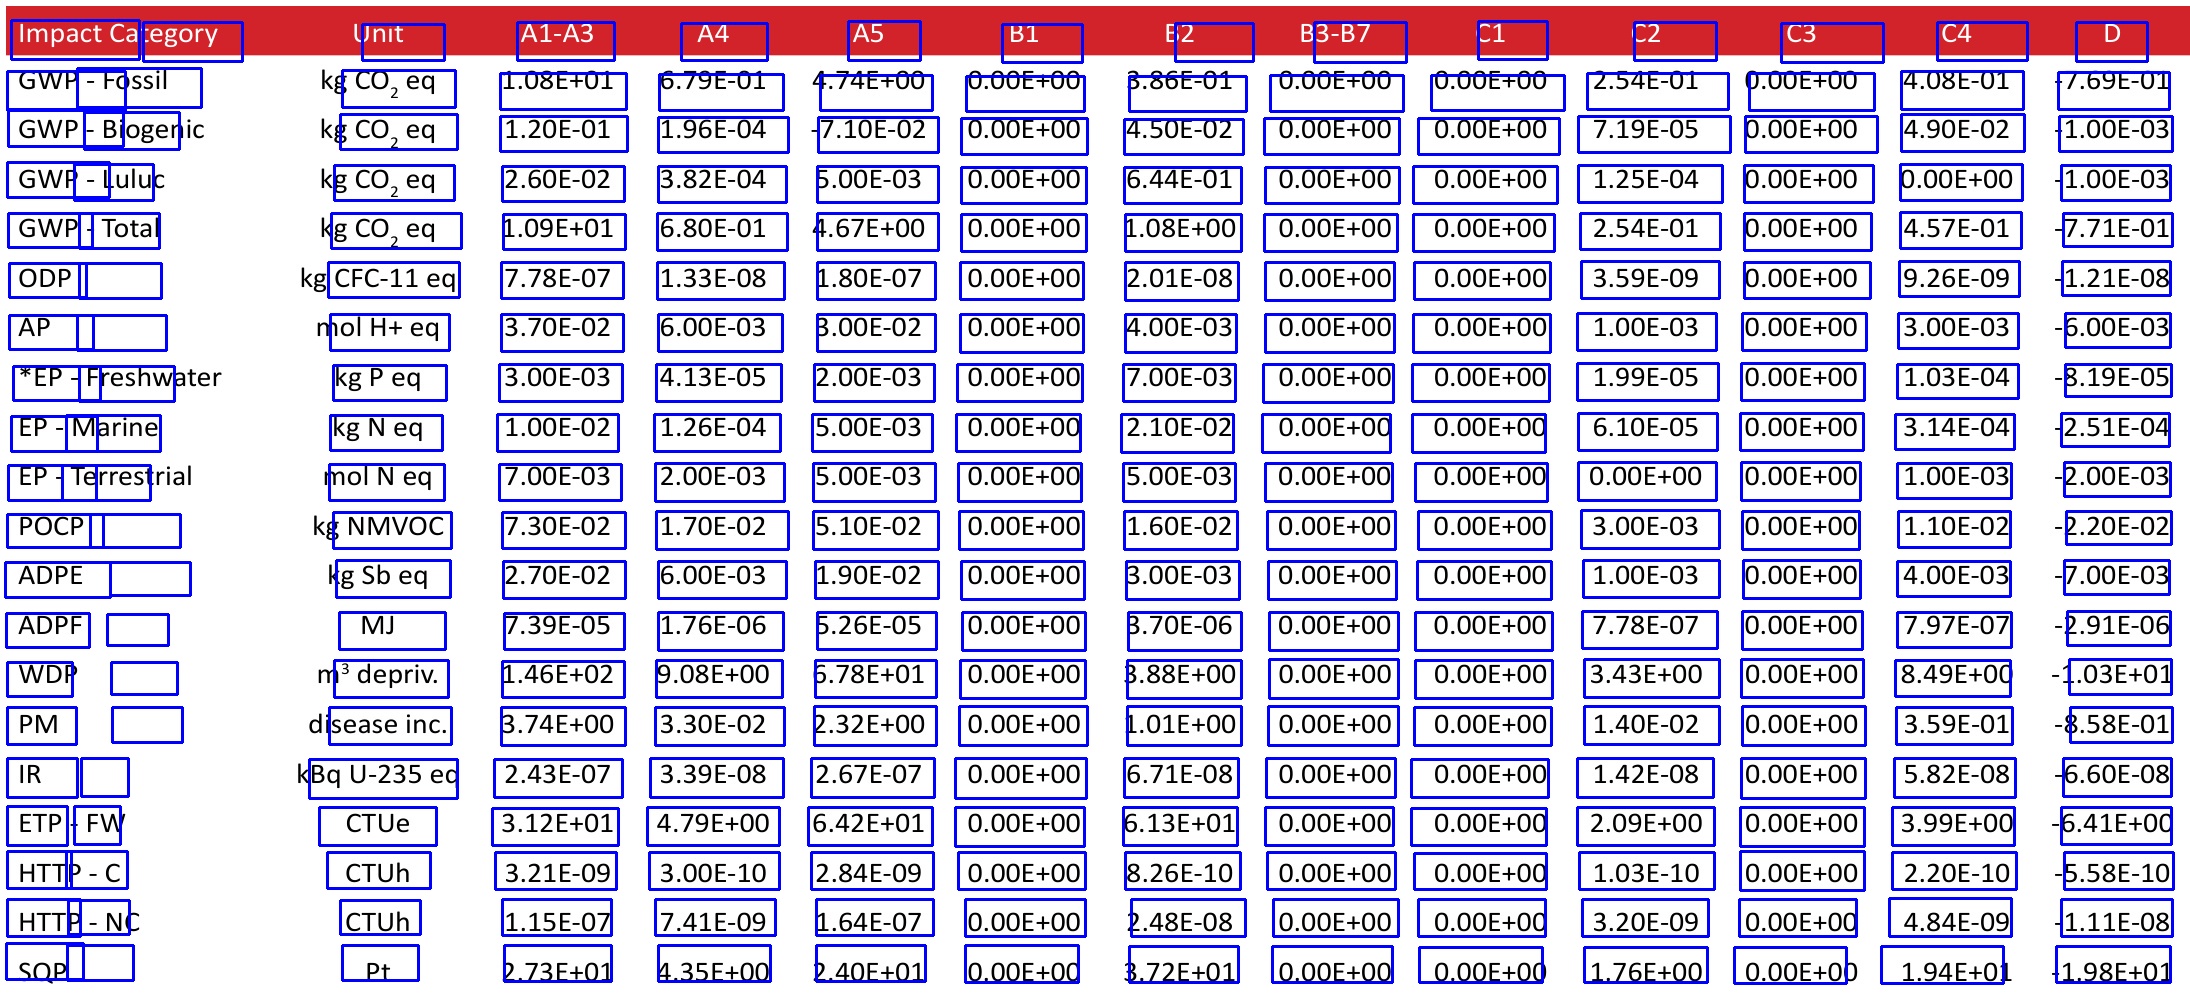 Impact Category Unit A1-A3 A4 A5 B1 B2 B3-B7 C1 C2 C3 C4 D
GWP - Fossil kg CO2 eq 1.08E+01 6.79E-01 4.74E+00 0.00E+00 3.86E-01 0.00E+00 0.00E+00 2.54E-01 0.00E+00 4.08E-01 -7.69E-01
GWP - Biogenic kg CO2 eq 1.20E-01 1.96E-04 -7.10E-02 0.00E+00 4.50E-02 0.00E+00 0.00E+00 7.19E-05 0.00E+00 4.90E-02 -1.00E-03
GWP - Luluc kg CO2 eq 2.60E-02 3.82E-04 5.00E-03 0.00E+00 6.44E-01 0.00E+00 0.00E+00 1.25E-04 0.00E+00 0.00E+00 -1.00E-03
GWP - Total kg CO2 eq 1.09E+01 6.80E-01 4.67E+00 0.00E+00 1.08E+00 0.00E+00 0.00E+00 2.54E-01 0.00E+00 4.57E-01 -7.71E-01
ODP kg CFC-11 eq 7.78E-07 1.33E-08 1.80E-07 0.00E+00 2.01E-08 0.00E+00 0.00E+00 3.59E-09 0.00E+00 9.26E-09 -1.21E-08
AP mol H+ eq 3.70E-02 6.00E-03 3.00E-02 0.00E+00 4.00E-03 0.00E+00 0.00E+00 1.00E-03 0.00E+00 3.00E-03 -6.00E-03
*EP - Freshwater kg P eq 3.00E-03 4.13E-05 2.00E-03 0.00E+00 7.00E-03 0.00E+00 0.00E+00 1.99E-05 0.00E+00 1.03E-04 -8.19E-05
EP - Marine kg N eq 1.00E-02 1.26E-04 5.00E-03 0.00E+00 2.10E-02 0.00E+00 0.00E+00 6.10E-05 0.00E+00 3.14E-04 -2.51E-04
EP - Terrestrial mol N eq 7.00E-03 2.00E-03 5.00E-03 0.00E+00 5.00E-03 0.00E+00 0.00E+00 0.00E+00 0.00E+00 1.00E-03 -2.00E-03
POCP kg NMVOC 7.30E-02 1.70E-02 5.10E-02 0.00E+00 1.60E-02 0.00E+00 0.00E+00 3.00E-03 0.00E+00 1.10E-02 -2.20E-02
ADPE kg Sb eq 2.70E-02 6.00E-03 1.90E-02 0.00E+00 3.00E-03 0.00E+00 0.00E+00 1.00E-03 0.00E+00 4.00E-03 -7.00E-03
ADPF MJ 7.39E-05 1.76E-06 5.26E-05 0.00E+00 3.70E-06 0.00E+00 0.00E+00 7.78E-07 0.00E+00 7.97E-07 -2.91E-06
WDP m³ depriv. 1.46E+02 9.08E+00 6.78E+01 0.00E+00 3.88E+00 0.00E+00 0.00E+00 3.43E+00 0.00E+00 8.49E+00 -1.03E+01
PM disease inc. 3.74E+00 3.30E-02 2.32E+00 0.00E+00 1.01E+00 0.00E+00 0.00E+00 1.40E-02 0.00E+00 3.59E-01 -8.58E-01
IR kBq U-235 eq 2.43E-07 3.39E-08 2.67E-07 0.00E+00 6.71E-08 0.00E+00 0.00E+00 1.42E-08 0.00E+00 5.82E-08 -6.60E-08
ETP - FW CTUe 3.12E+01 4.79E+00 6.42E+01 0.00E+00 6.13E+01 0.00E+00 0.00E+00 2.09E+00 0.00E+00 3.99E+00 -6.41E+00
HTTP - C CTUh 3.21E-09 3.00E-10 2.84E-09 0.00E+00 8.26E-10 0.00E+00 0.00E+00 1.03E-10 0.00E+00 2.20E-10 -5.58E-10
HTTP - NC CTUh 1.15E-07 7.41E-09 1.64E-07 0.00E+00 2.48E-08 0.00E+00 0.00E+00 3.20E-09 0.00E+00 4.84E-09 -1.11E-08
SQP Pt 2.73E+01 4.35E+00 2.40E+01 0.00E+00 3.72E+01 0.00E+00 0.00E+00 1.76E+00 0.00E+00 1.94E+01 -1.98E+01